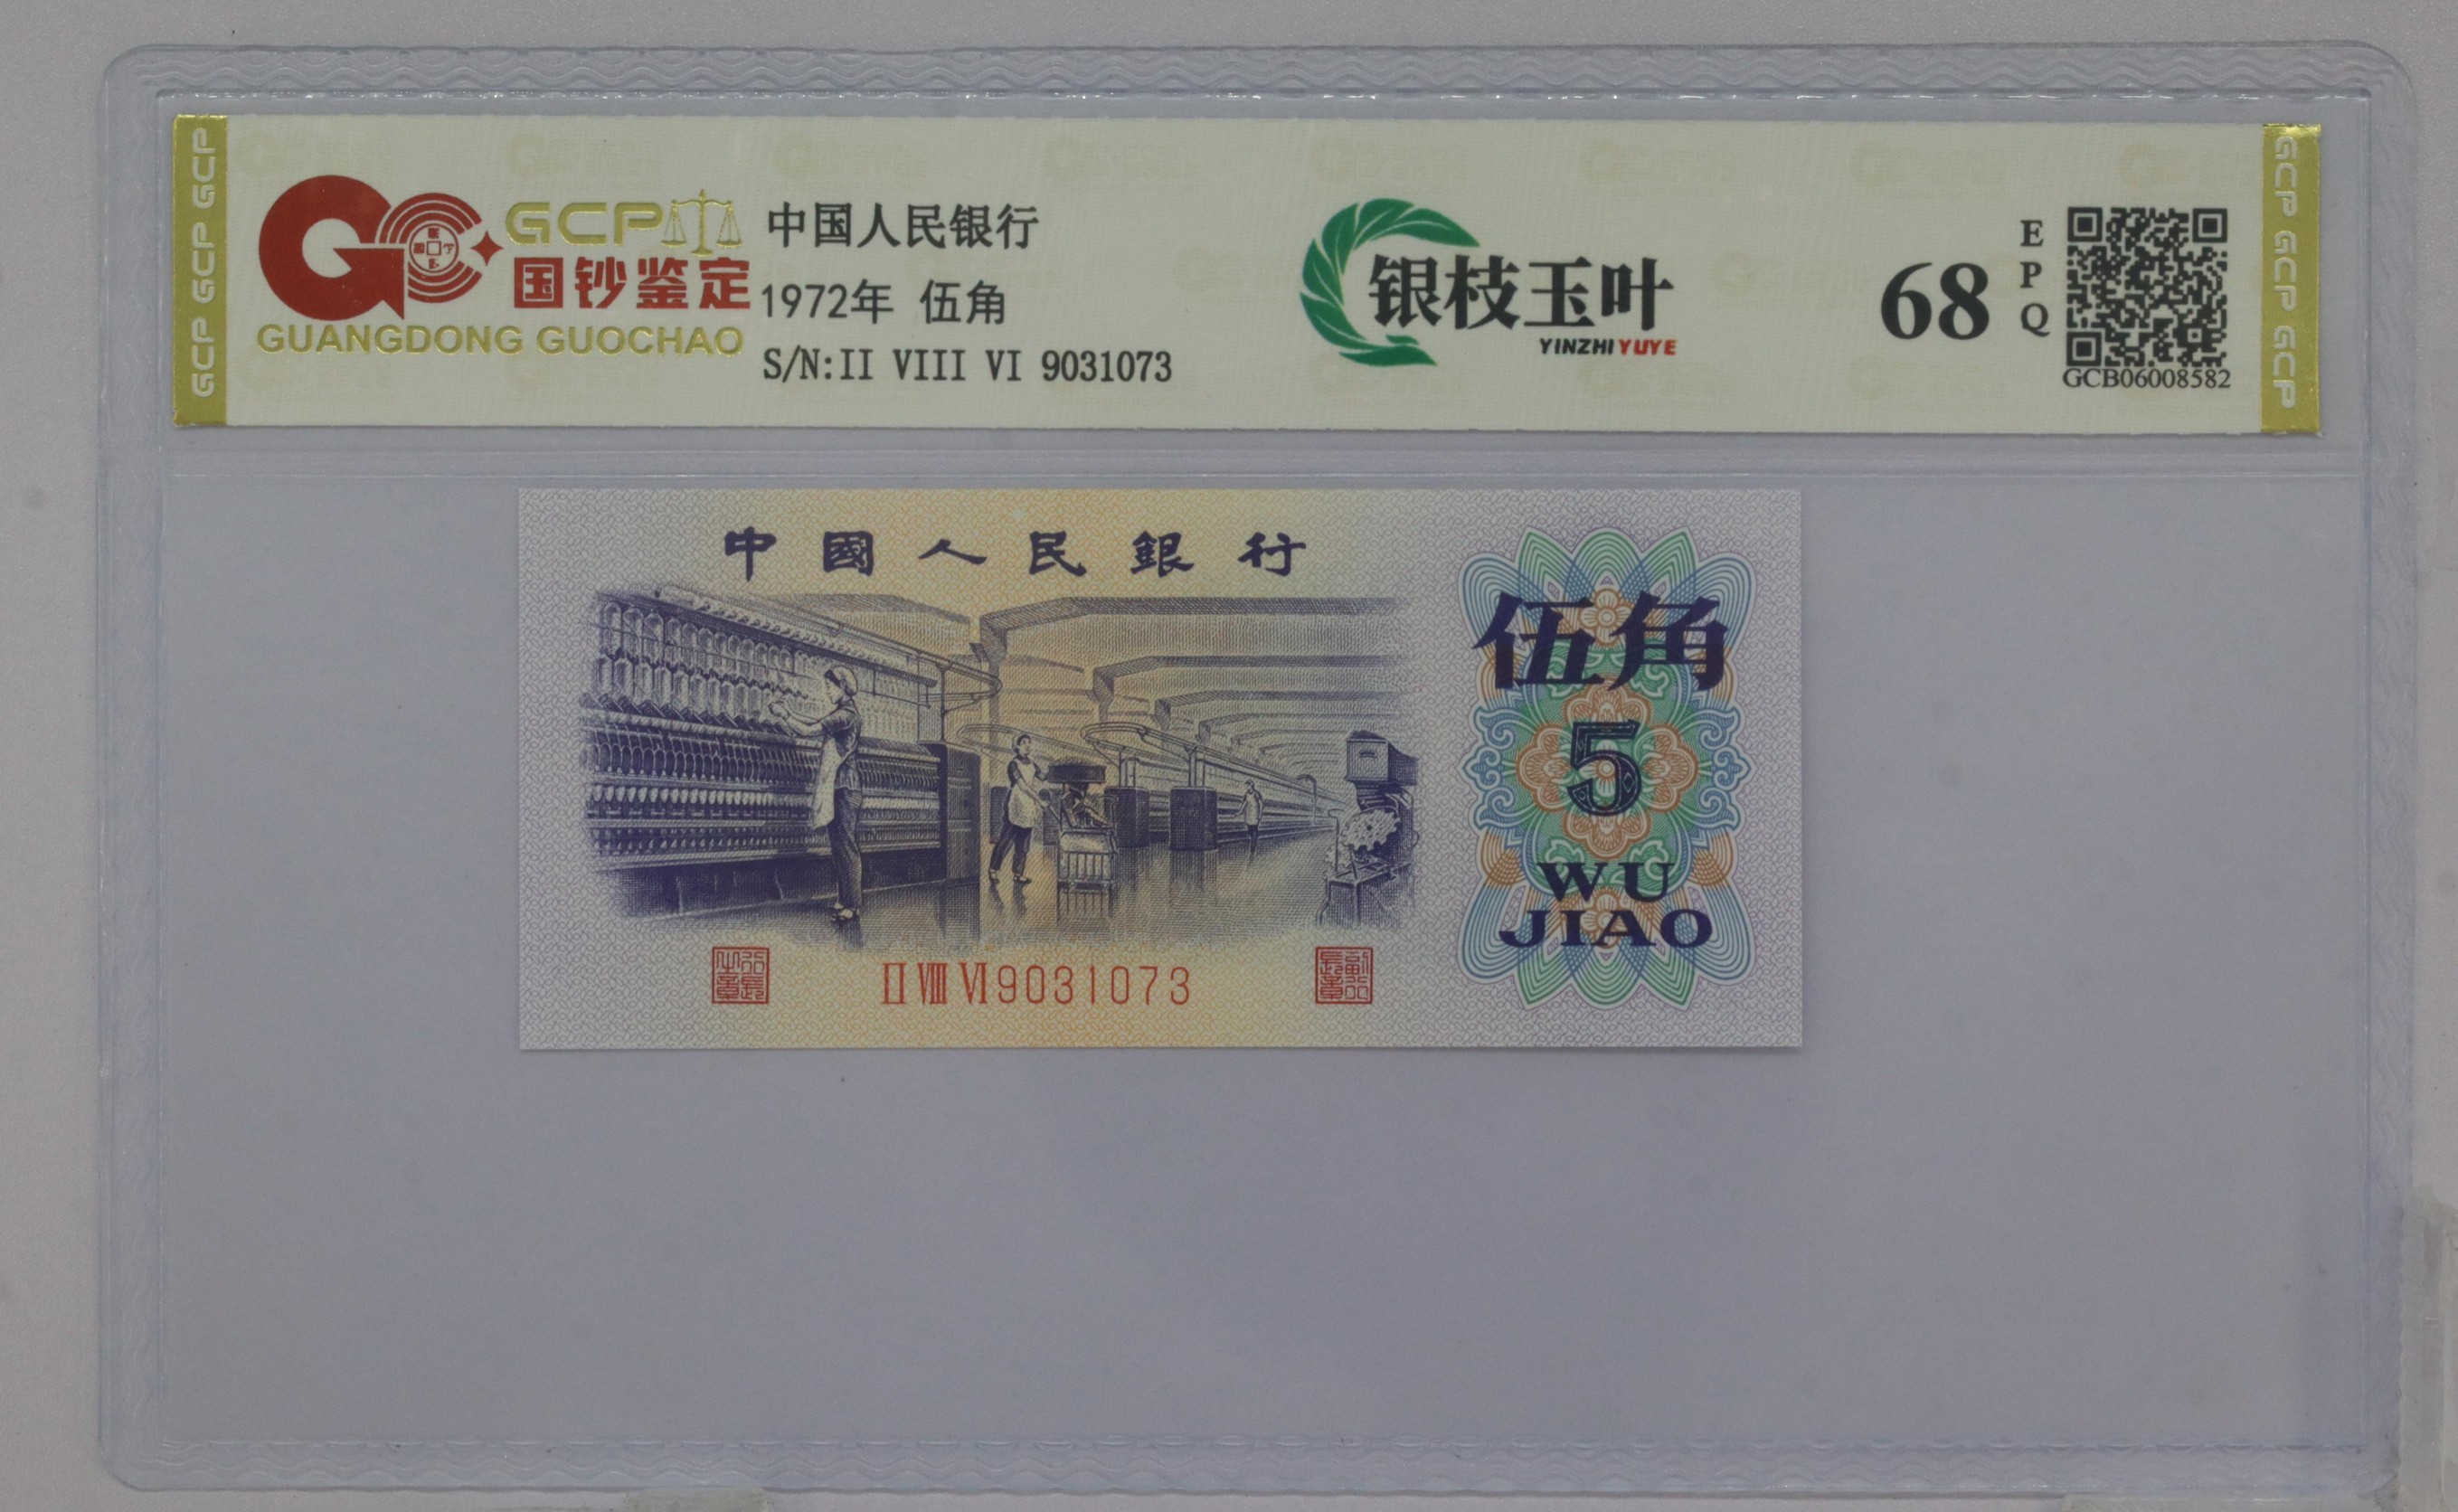 GCP GCP GCP
GCP
国钞鉴定
GUANGDONG GUOCHAO
中国人民银行
1972年 伍角
S/N:II VIII VI 9031073
银枝玉叶
YINZHI YUYE
68
EPQ
GCB06008582
GCP GCP GCP
中國人民銀行
伍角
5
WU
JIAO
II VIII VI 9031073